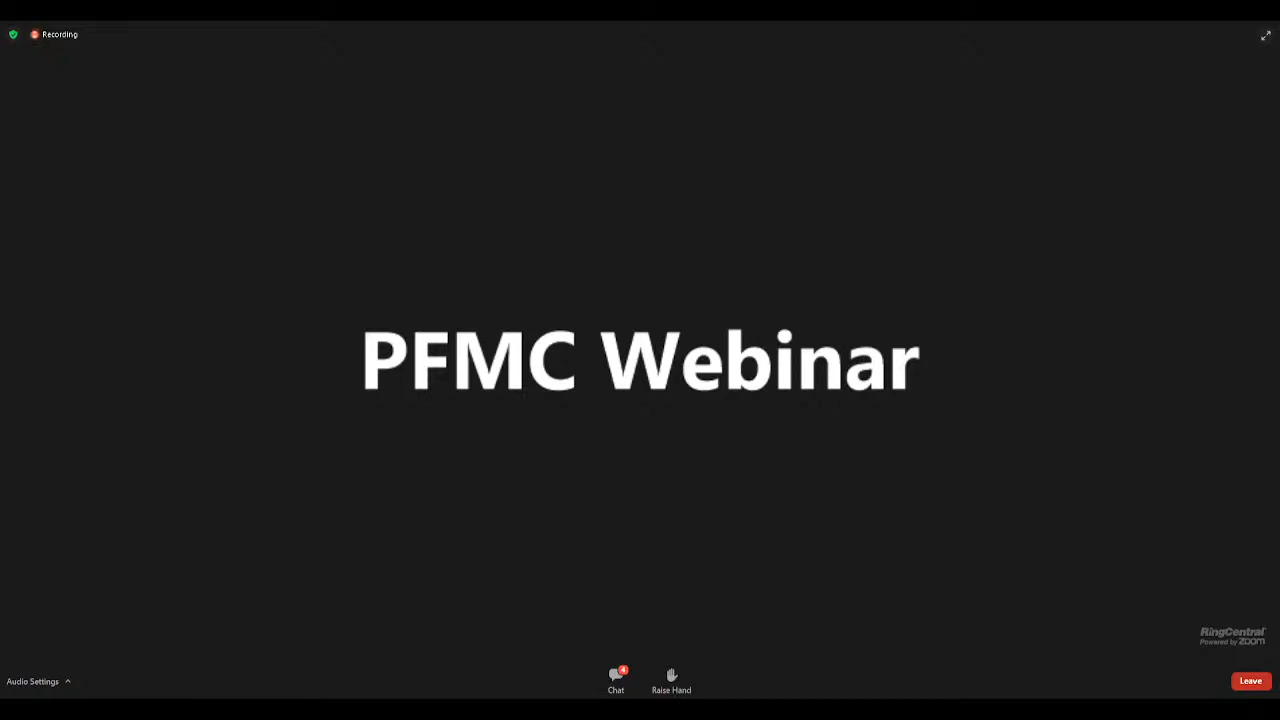 Recording
PFMC Webinar
RingCentral
Powered by zoom
Audio Settings
4
Chat
Raise Hand
Leave